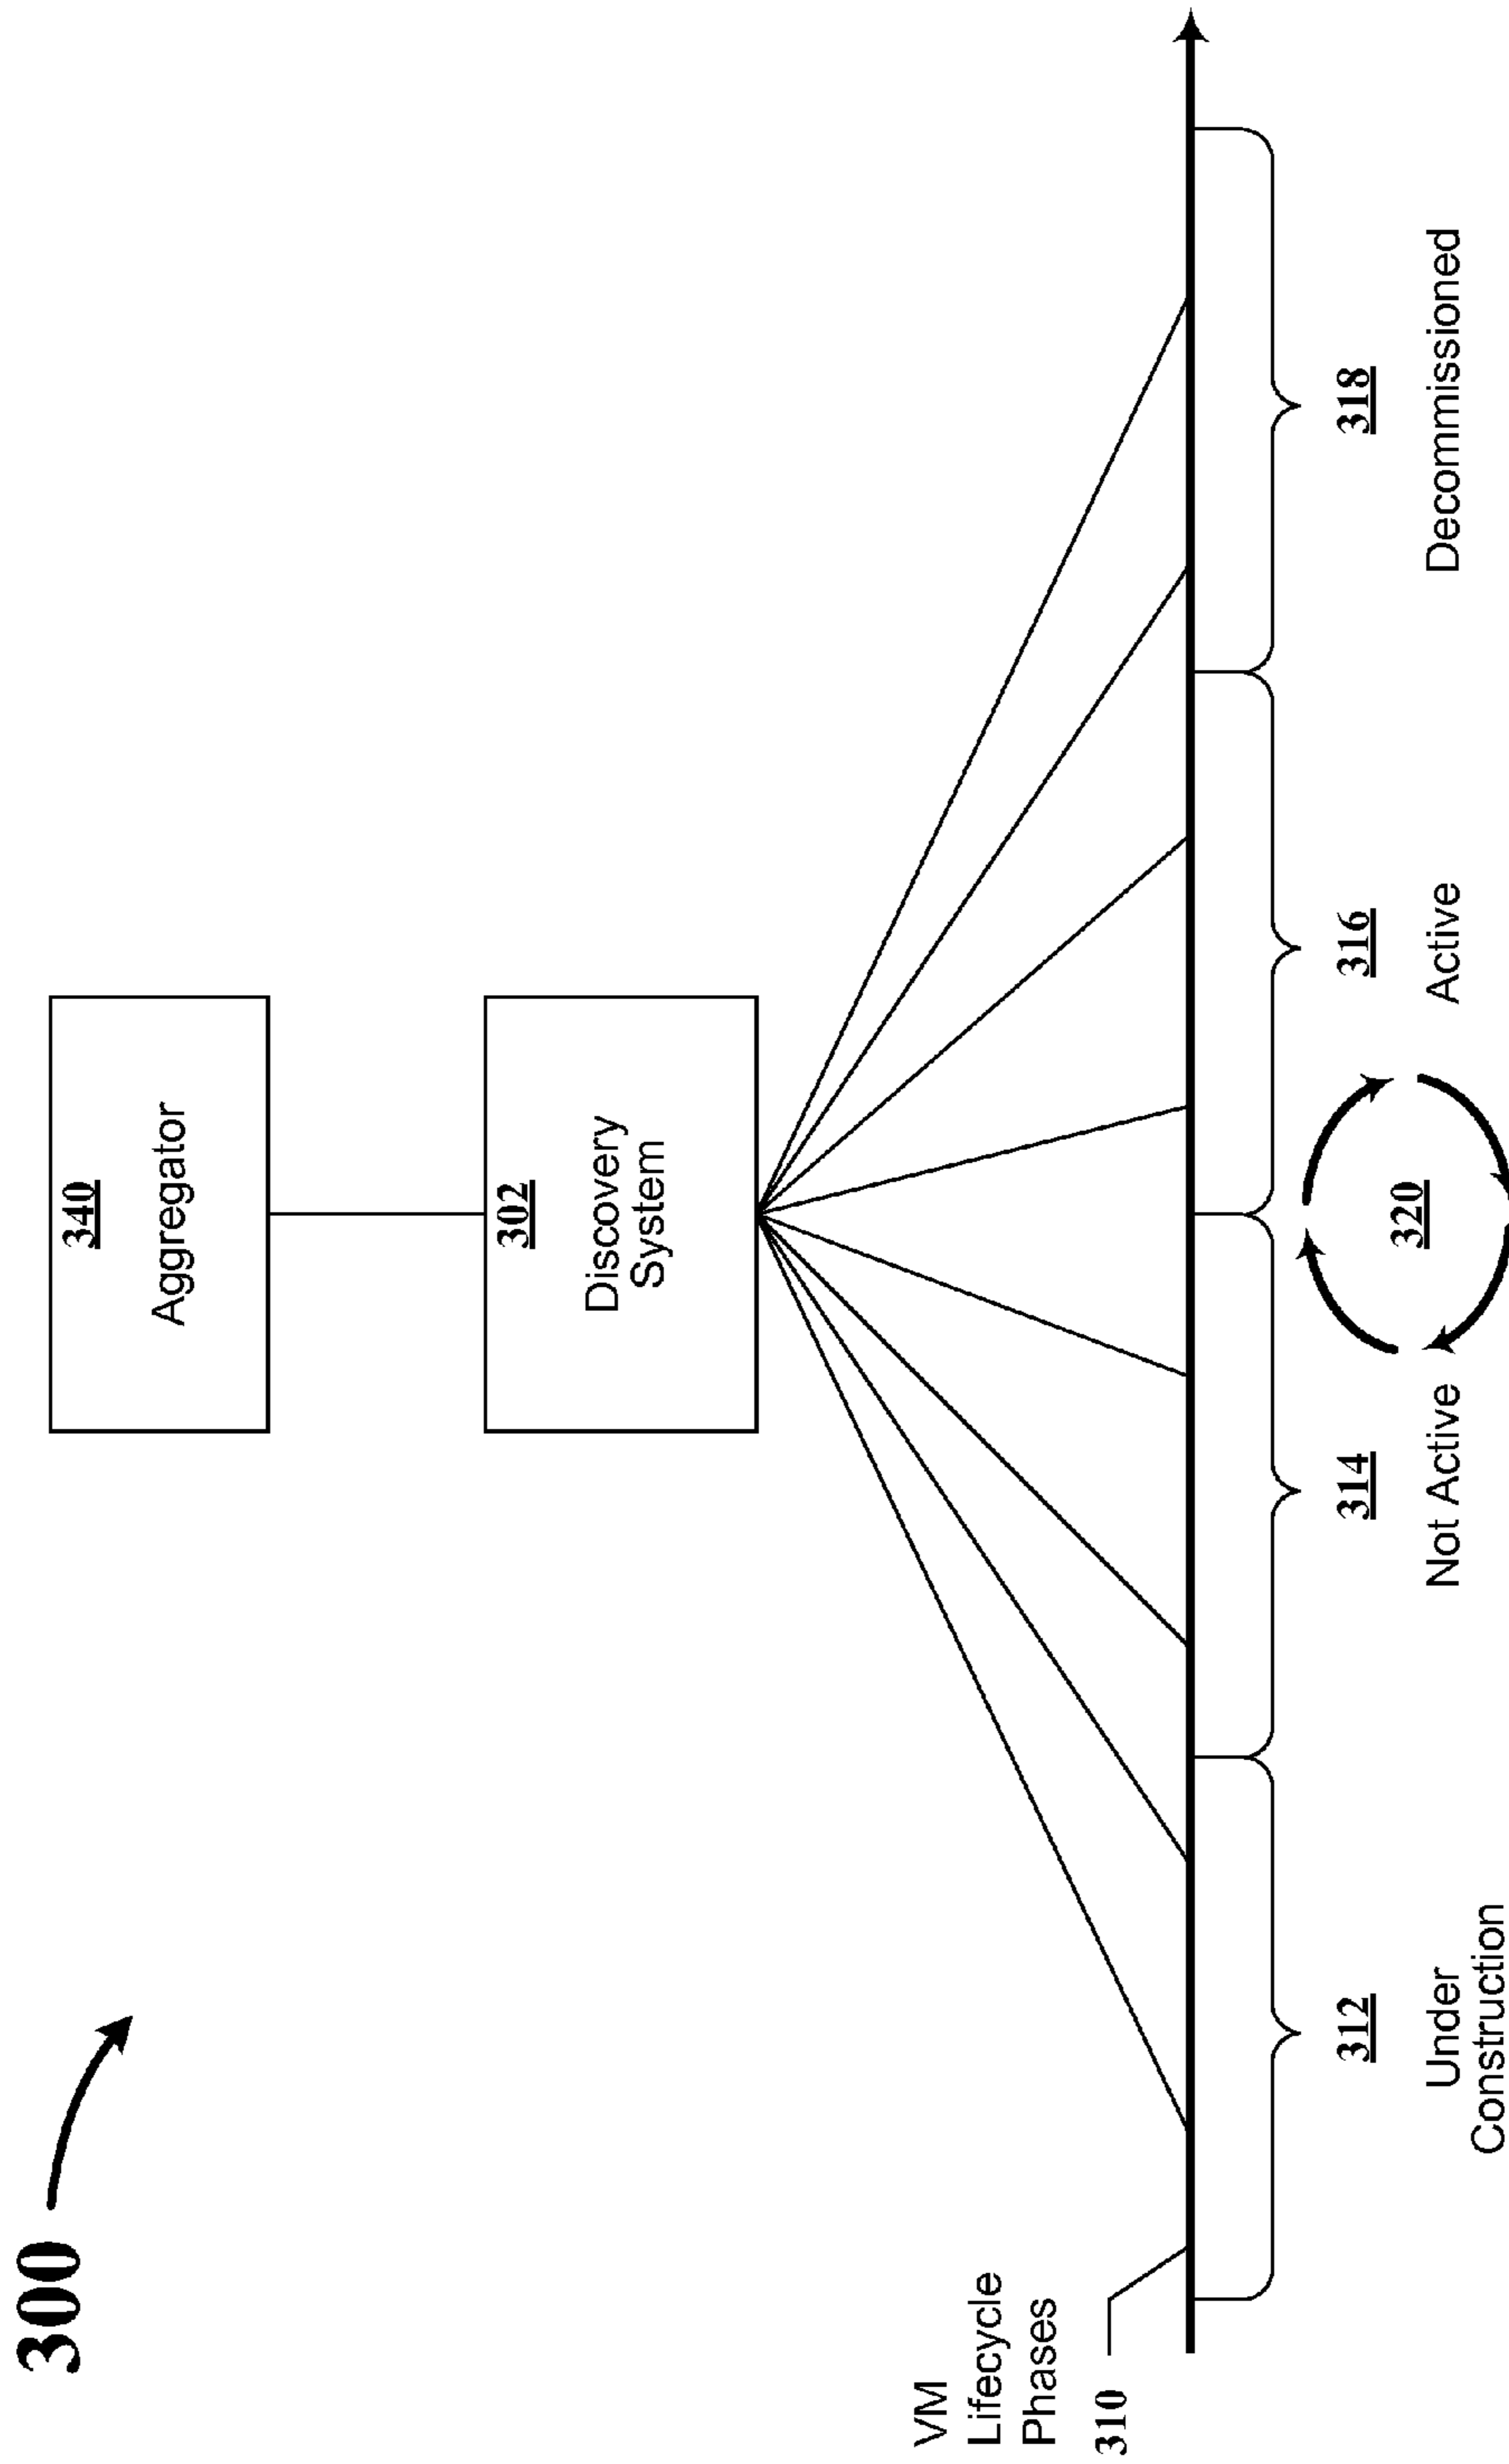 300
340
Aggregator
302
Discovery
System
VM
Lifecycle
Phases
310
312
314
316
318
Under
Construction
Not Active
320
Active
Decommissioned